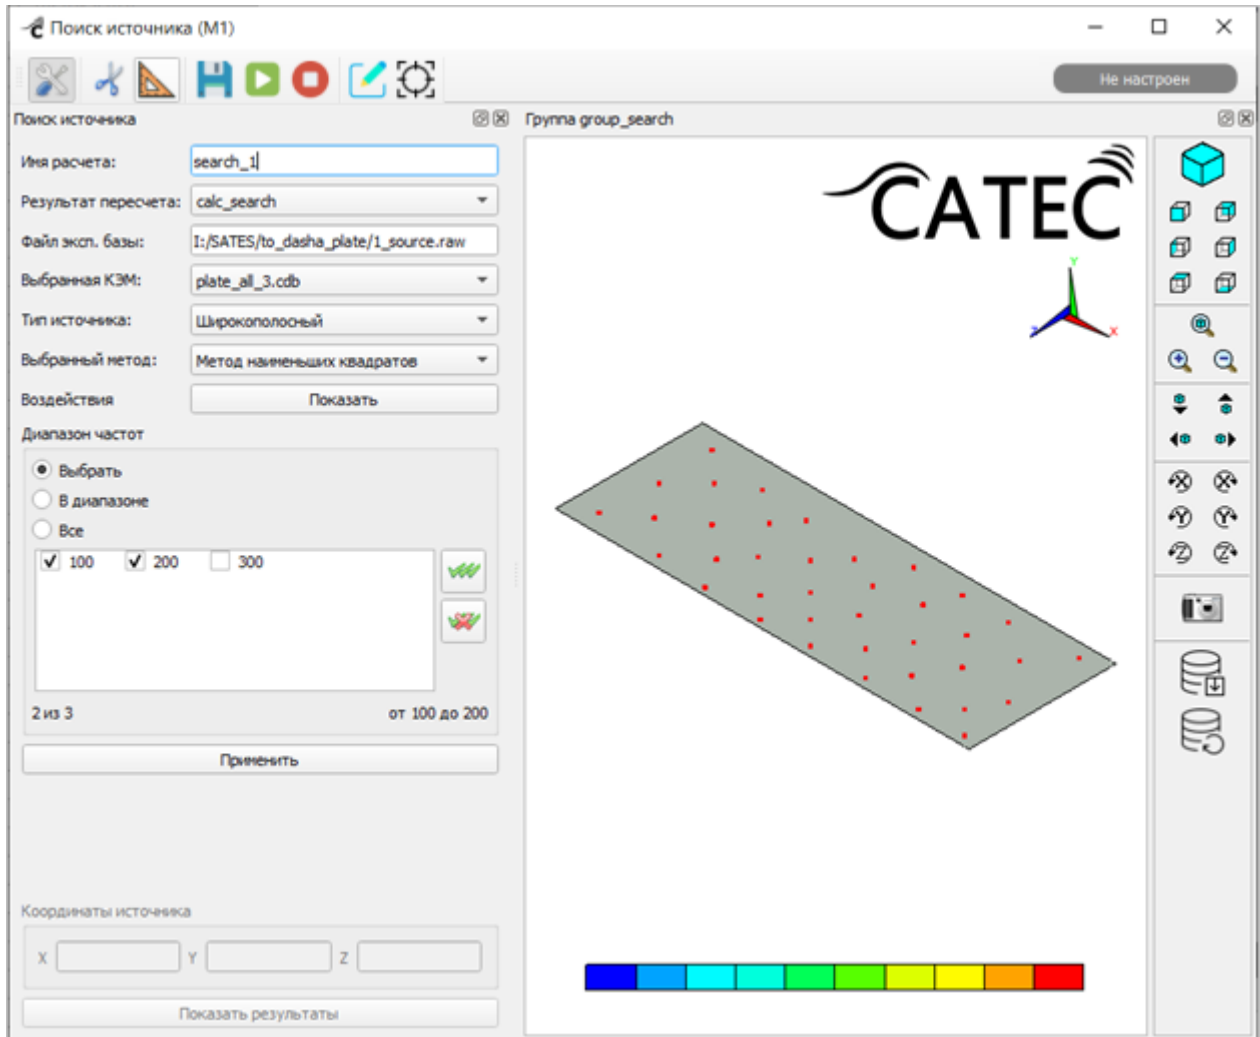 Поиск источника (M1)
Не настроен
Поиск источника
Группа group_search
Имя расчета:
search_1
Результат пересчета:
calc_search
Файл эксп. базы:
I:/SATES/to_dasha_plate/1_source.raw
Выбранная КЭМ:
plate_all_3.cdb
Тип источника:
Широкополосный
Выбранный метод:
Метод наименьших квадратов
Воздействия
Показать
Диапазон частот
Выбрать
В диапазоне
Все
100 200 300
2 из 3
от 100 до 200
Применить
Координаты источника
X Y Z
Показать результаты
САТЕС
Y
Z
X
X X
Y Y
Z Z